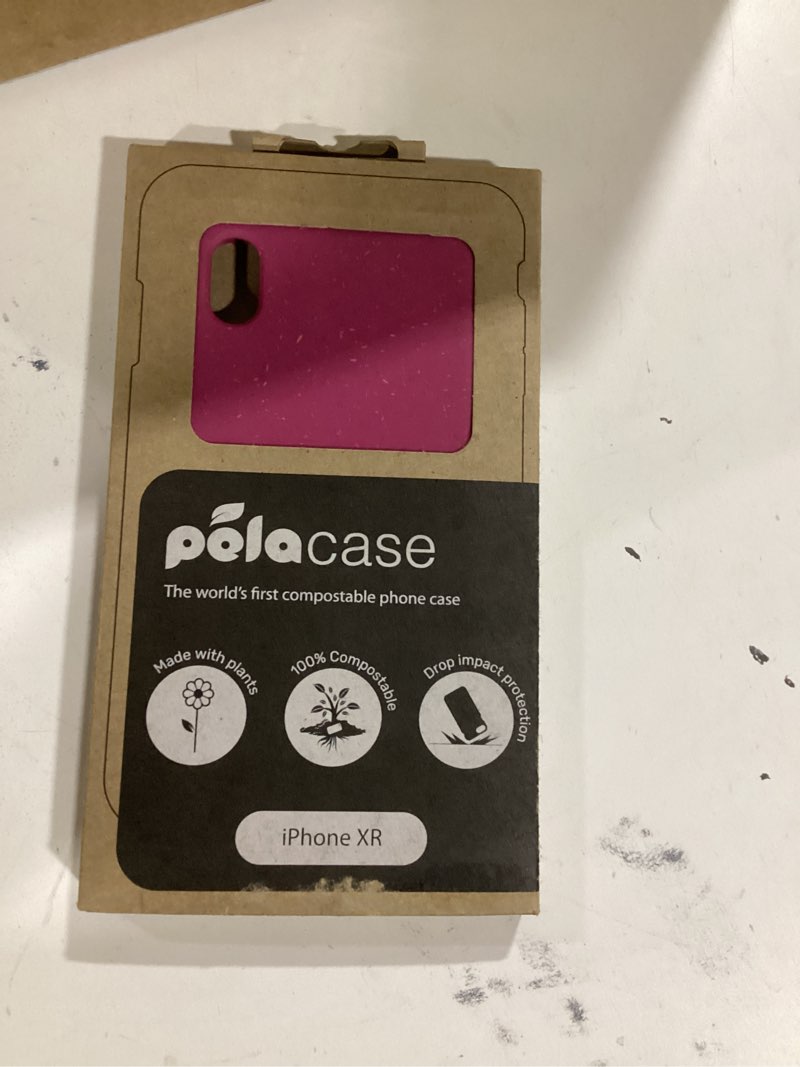 pelacase
The world's first compostable phone case
Made with plants
100% Compostable
Drop impact protection
iPhone XR